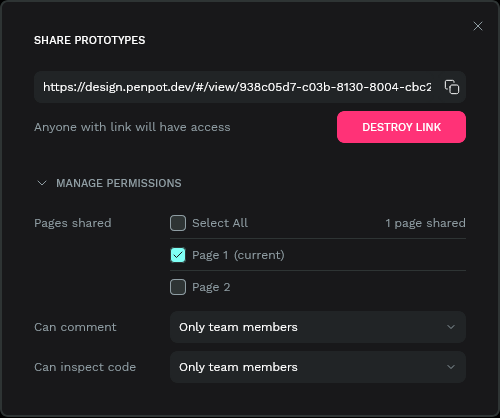 SHARE PROTOTYPES
https://design.penpot.dev/#/view/938c05d7-c03b-8130-8004-cbc2
Anyone with link will have access
DESTROY LINK
MANAGE PERMISSIONS
Pages shared
Select All
1 page shared
Page 1 (current)
Page 2
Can comment
Only team members
Can inspect code
Only team members